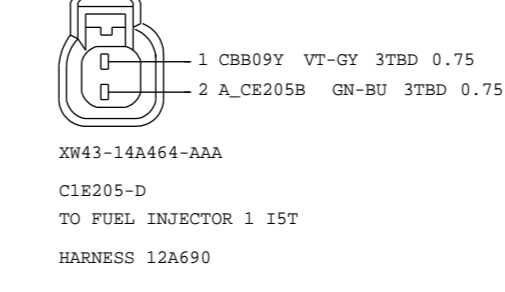 1 CBB09Y VT-GY 3TBD 0.75
2 A_CE205B GN-BU 3TBD 0.75
XW43-14A464-AAA
C1E205-D
TO FUEL INJECTOR 1 I5T
HARNESS 12A690